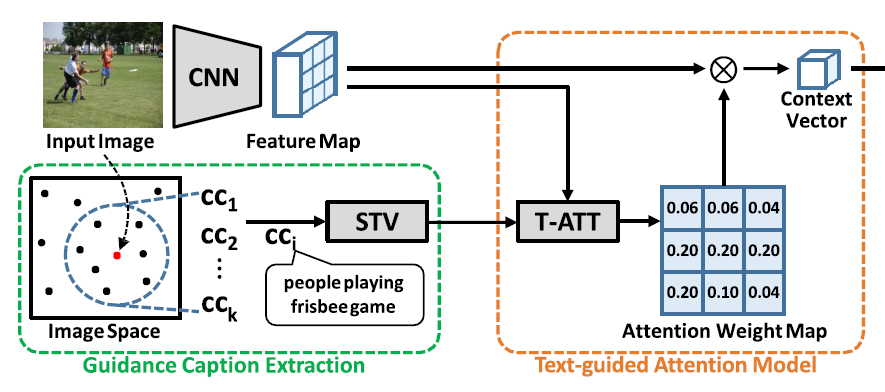 CNN
Input Image
Feature Map
Context
Vector
cc1
cc2
⋮
cck
cci
STV
T-ATT
people playing
frisbee game
0.06 0.06 0.04
0.20 0.20 0.20
0.20 0.10 0.04
Image Space
Attention Weight Map
Guidance Caption Extraction
Text-guided Attention Model